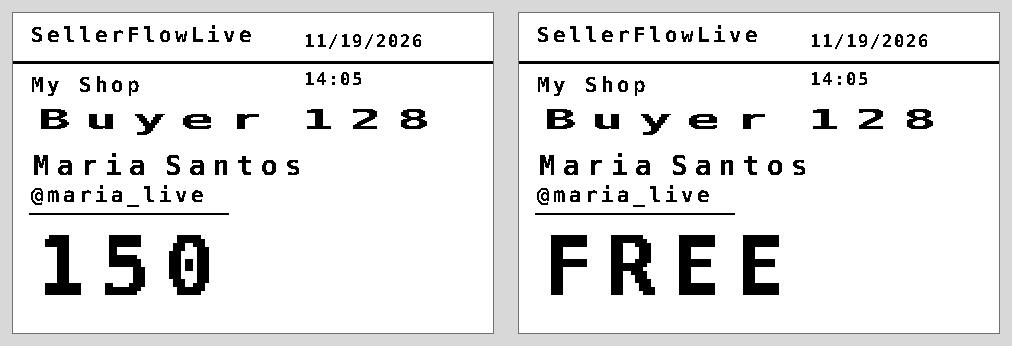 SellerFlowLive 11/19/2026
My Shop 14:05
Buyer 128
Maria Santos
@maria_live
150
SellerFlowLive 11/19/2026
My Shop 14:05
Buyer 128
Maria Santos
@maria_live
FREE